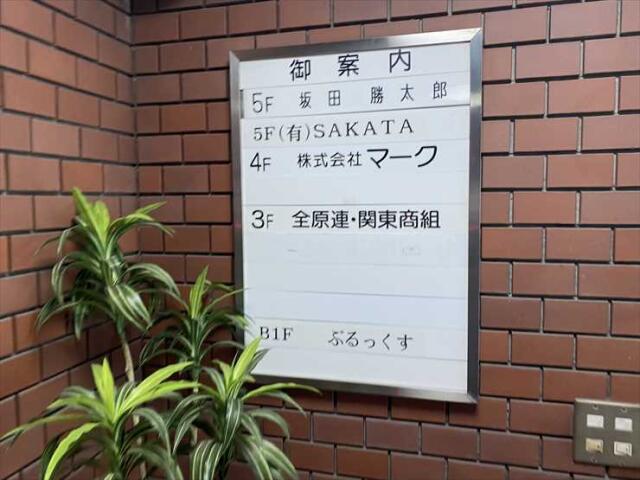 御案内
5F 坂田 勝太郎
5F(有)SAKATA
4F 株式会社マーク
3F 全原連・関東商組
B1F ぶるっくす